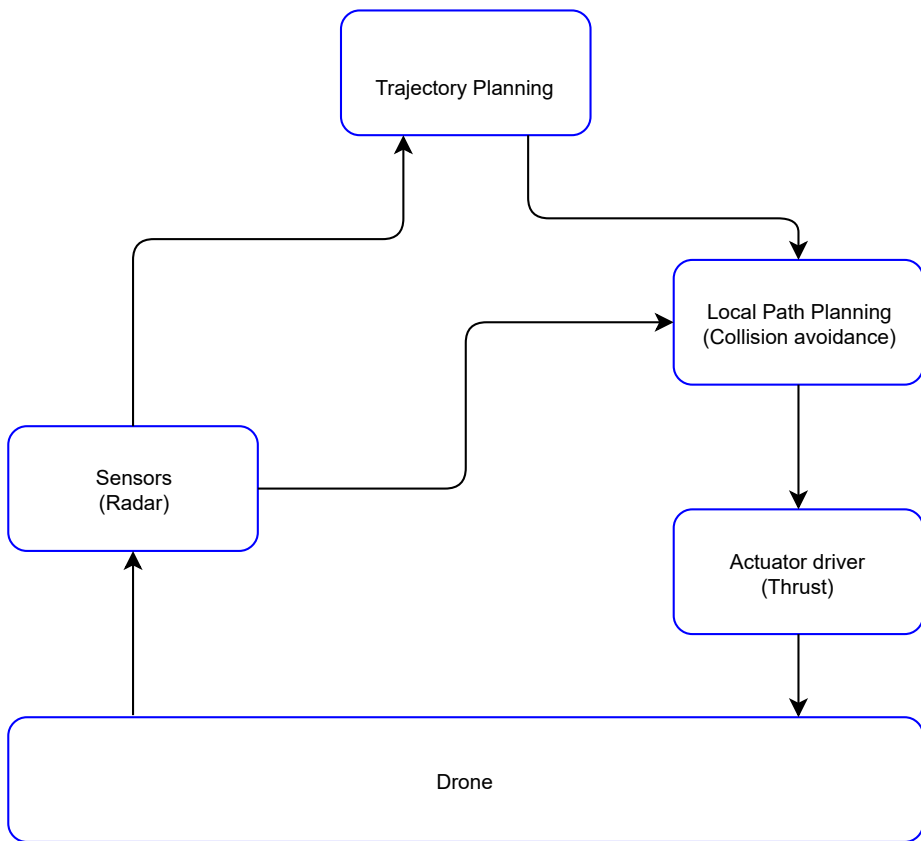 Trajectory Planning
Local Path Planning
(Collision avoidance)
Sensors
(Radar)
Actuator driver
(Thrust)
Drone